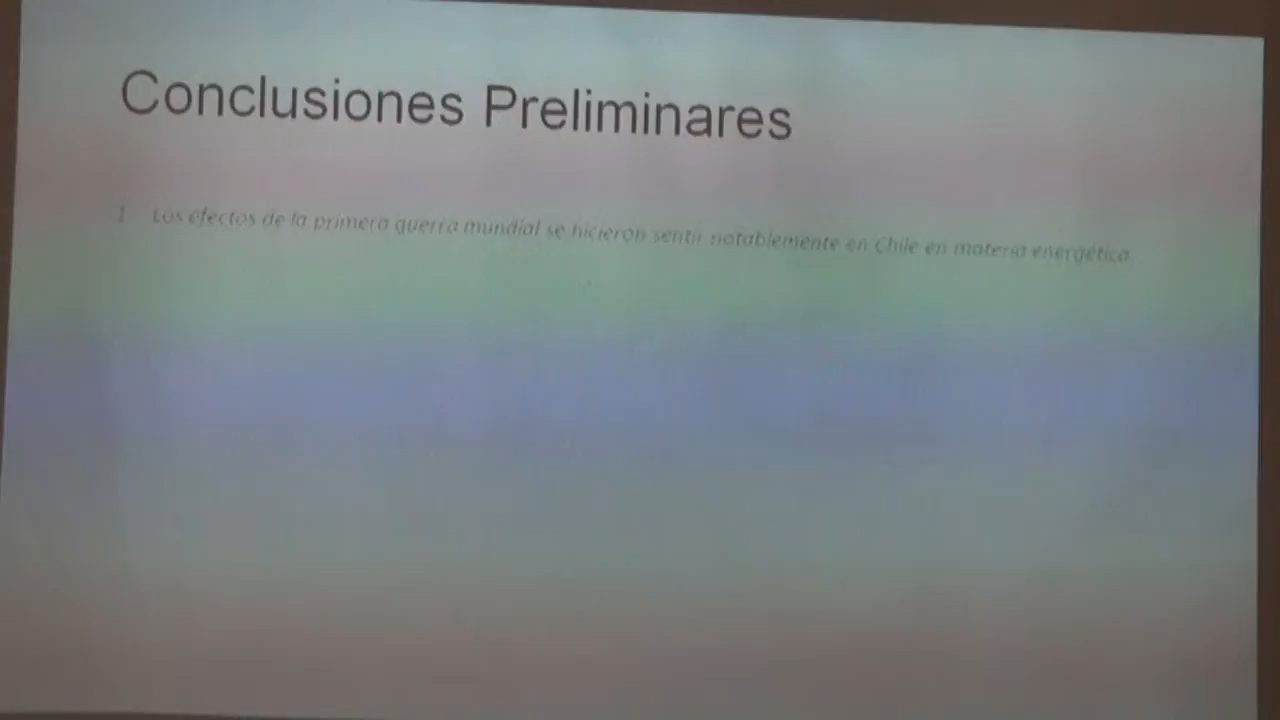 Conclusiones Preliminares
1 Los efectos de la primera guerra mundial se hicieron sentir notablemente en Chile en materia energética